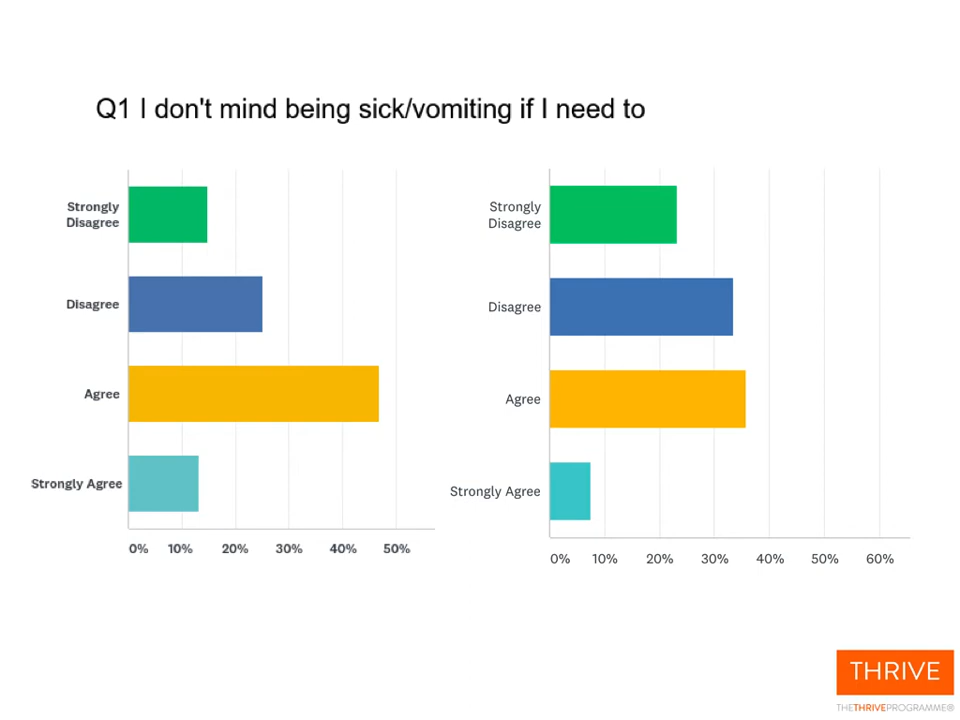 Q1 I don't mind being sick/vomiting if I need to
Strongly
Disagree
Disagree
Agree
Strongly Agree
0% 10% 20% 30% 40% 50%
Strongly
Disagree
Disagree
Agree
Strongly Agree
0% 10% 20% 30% 40% 50% 60%
THRIVE
THETHRIVEPROGRAMME®